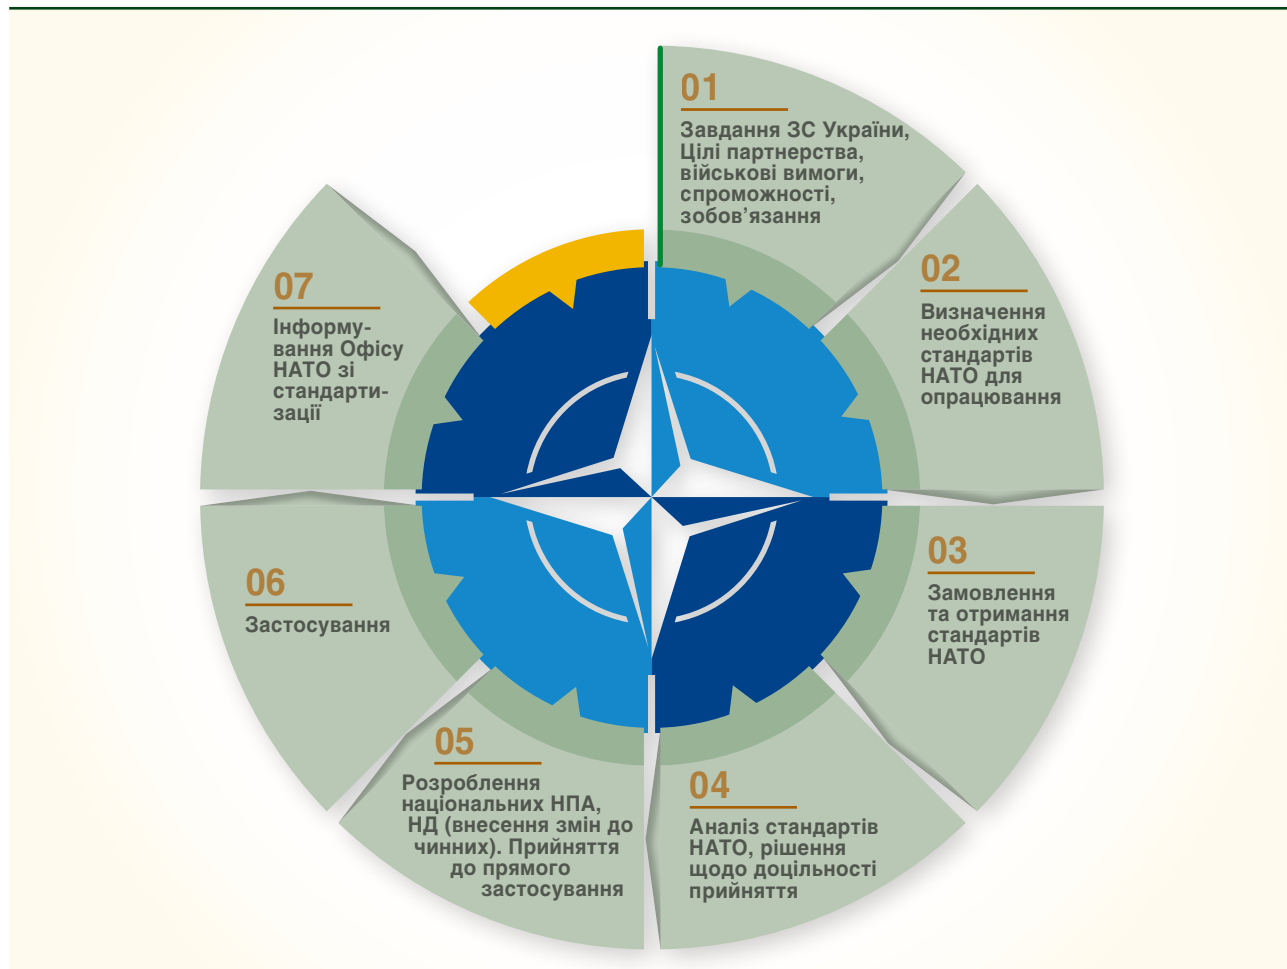 01
Завдання ЗС України,
Цілі партнерства,
військові вимоги,
спроможності,
зобов’язання
02
Визначення
необхідних
стандартів
НАТО для
опрацювання
03
Замовлення
та отримання
стандартів
НАТО
04
Аналіз стандартів
НАТО, рішення
щодо доцільності
прийняття
05
Розроблення
національних НПА,
НД (внесення змін до
чинних). Прийняття
до прямого
застосування
06
Застосування
07
Інформу-
вання Офісу
НАТО зі
стандарти-
зації